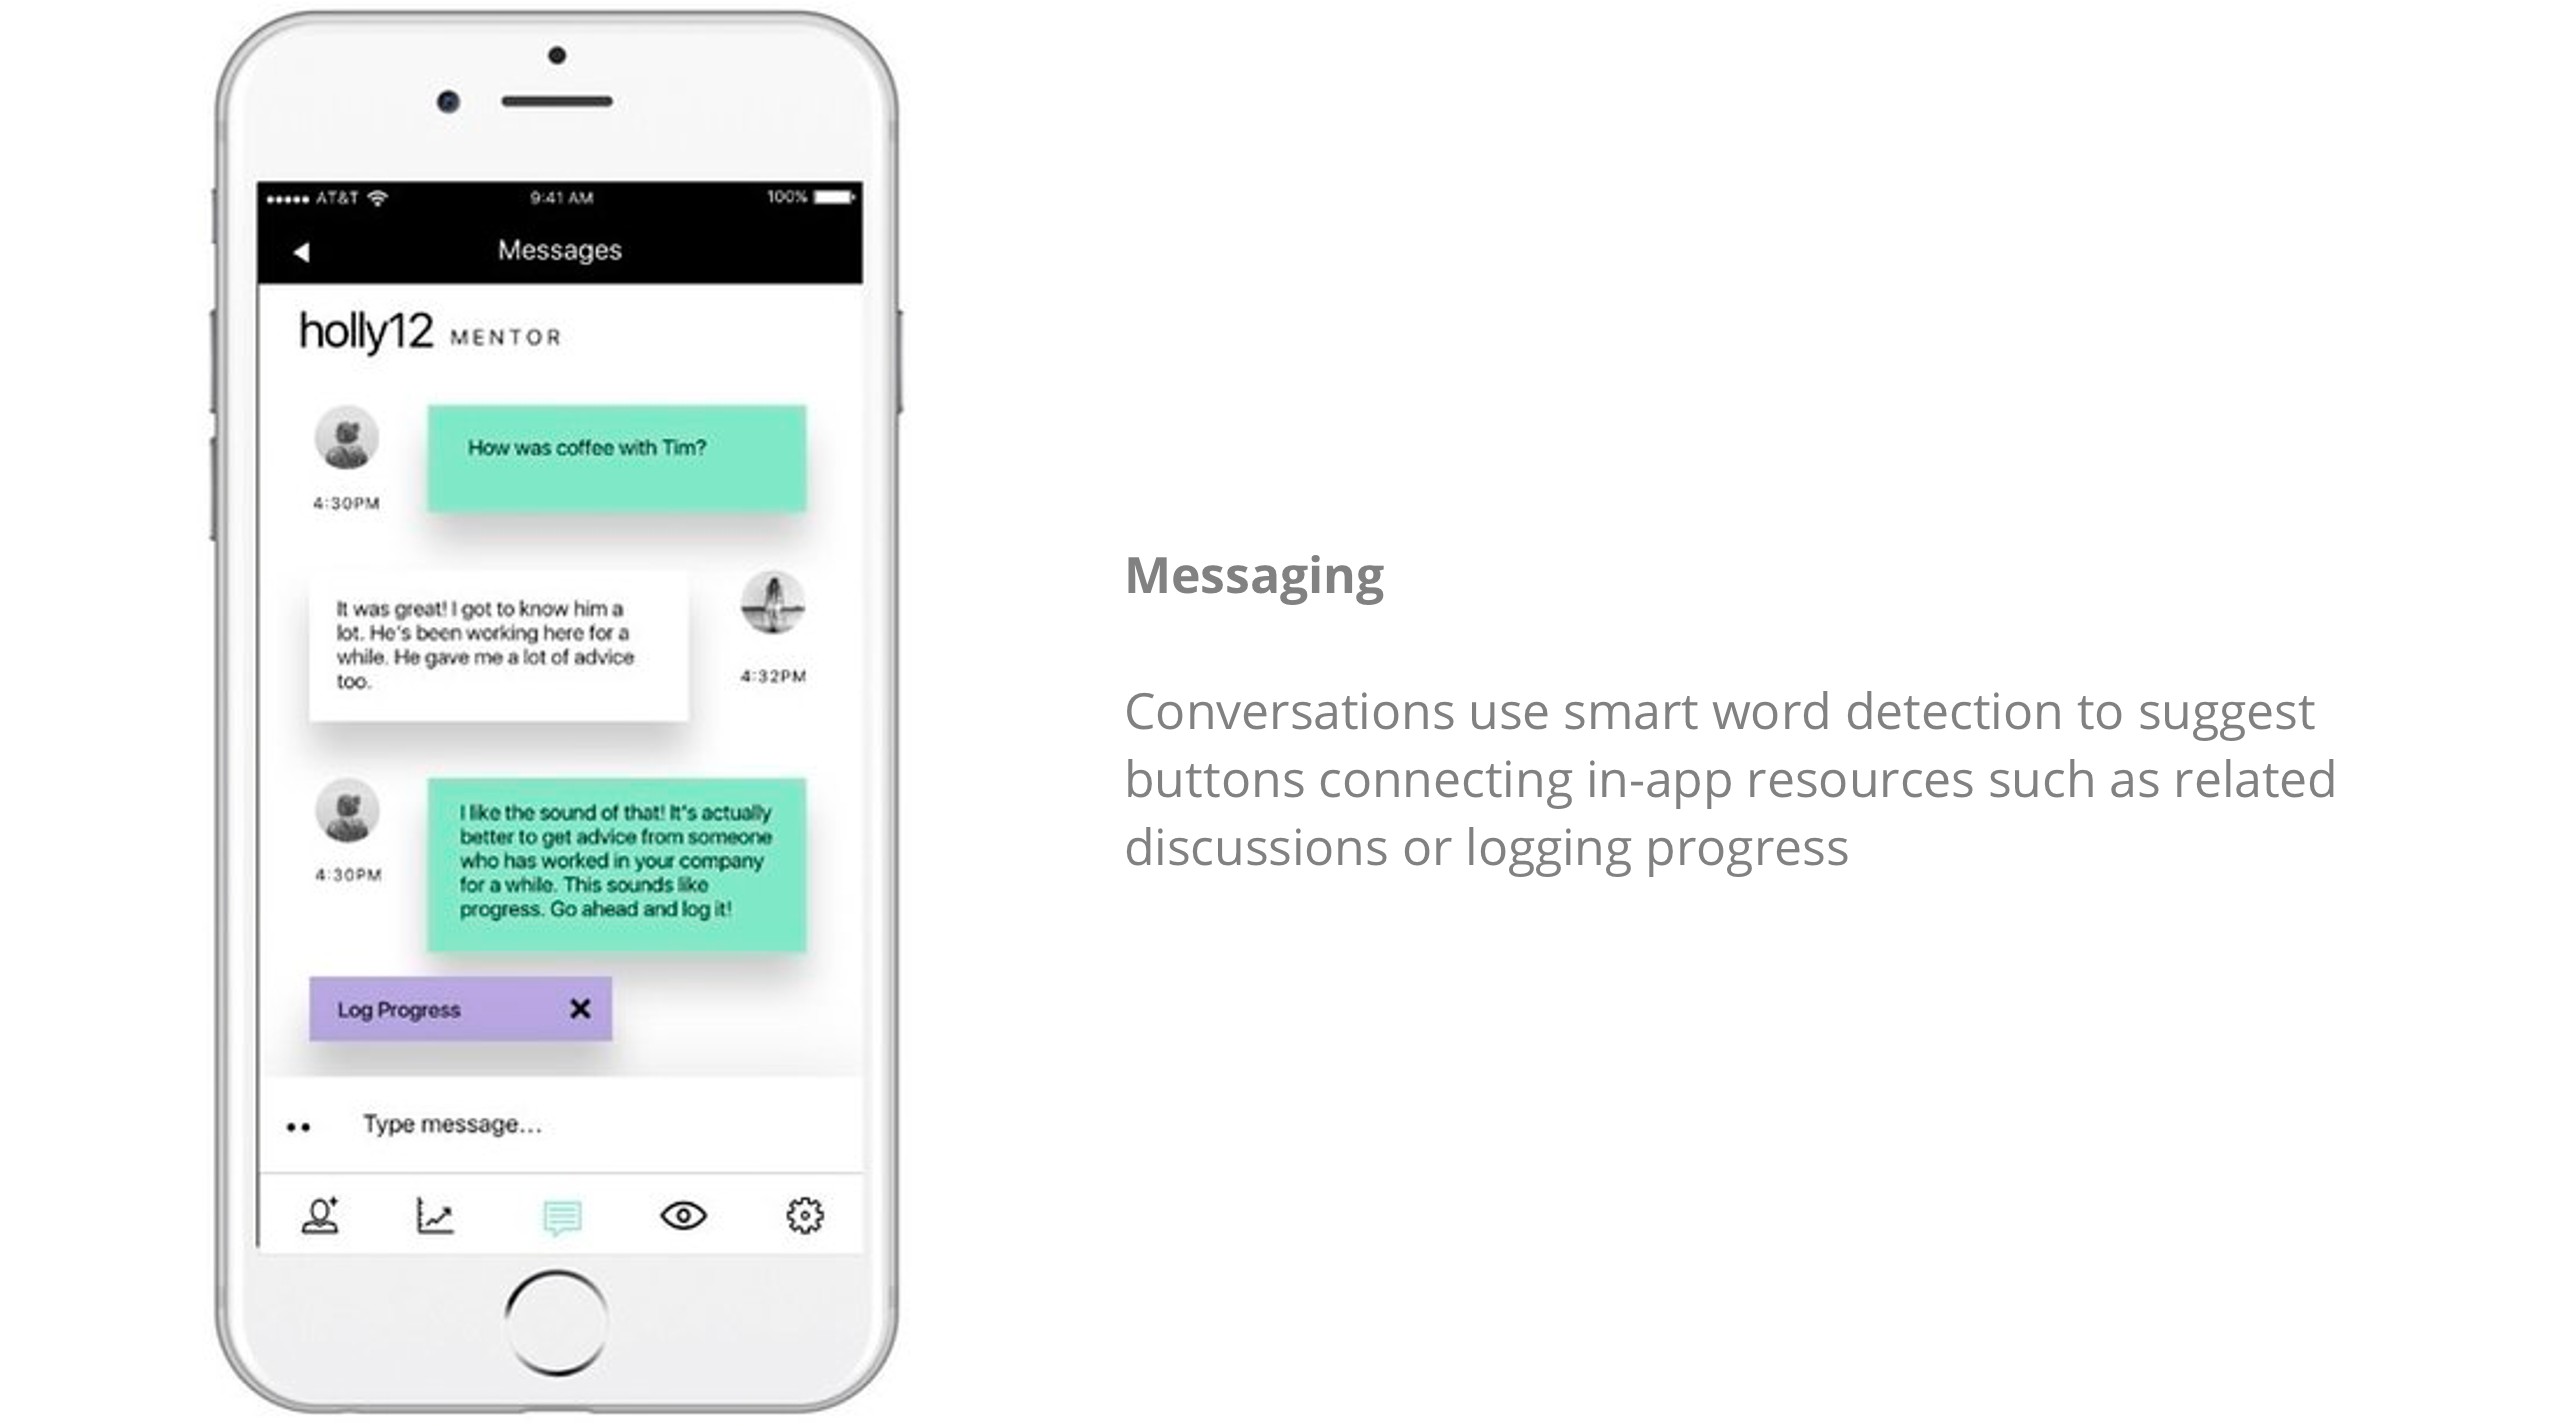 AT&T 9:41 AM 100%
Messages
holly12 MENTOR
How was coffee with Tim?
4:30PM
It was great! I got to know him a
lot. He's been working here for a
while. He gave me a lot of advice
too.
4:32PM
I like the sound of that! It's actually
better to get advice from someone
who has worked in your company
for a while. This sounds like
progress. Go ahead and log it!
4:30PM
Log Progress
Type message...
Messaging
Conversations use smart word detection to suggest
buttons connecting in-app resources such as related
discussions or logging progress